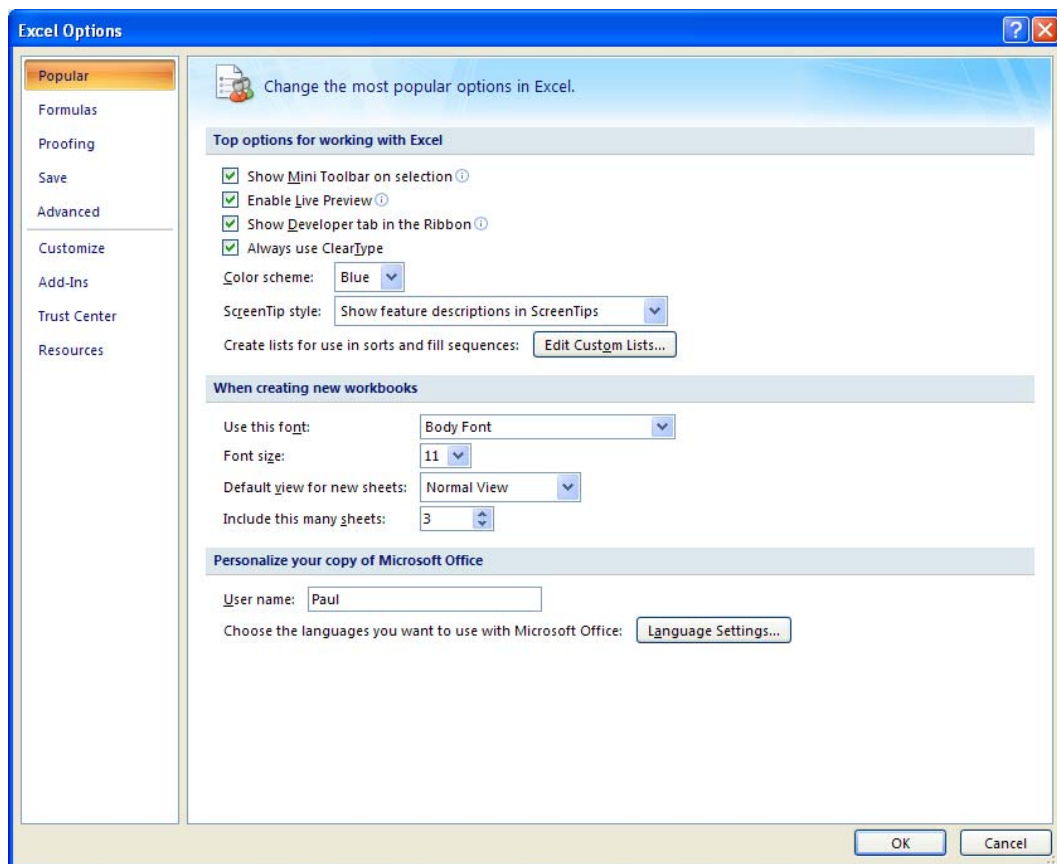 Excel Options
Popular
Formulas
Proofing
Save
Advanced
Customize
Add-Ins
Trust Center
Resources
Change the most popular options in Excel.
Top options for working with Excel
Show Mini Toolbar on selection
Enable Live Preview
Show Developer tab in the Ribbon
Always use ClearType
Color scheme: Blue
ScreenTip style: Show feature descriptions in ScreenTips
Create lists for use in sorts and fill sequences: Edit Custom Lists...
When creating new workbooks
Use this font: Body Font
Font size: 11
Default view for new sheets: Normal View
Include this many sheets: 3
Personalize your copy of Microsoft Office
User name: Paul
Choose the languages you want to use with Microsoft Office: Language Settings...
OK Cancel